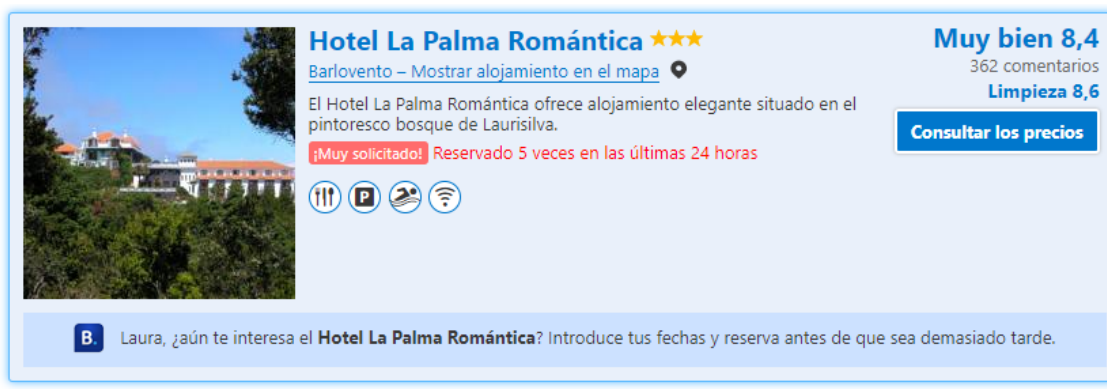 Hotel La Palma Romántica
Muy bien 8,4
Barlovento – Mostrar alojamiento en el mapa
362 comentarios
Limpieza 8,6
El Hotel La Palma Romántica ofrece alojamiento elegante situado en el
pintoresco bosque de Laurisilva.
Consultar los precios
¡Muy solicitado! Reservado 5 veces en las últimas 24 horas
P
B. Laura, ¿aún te interesa el Hotel La Palma Romántica? Introduce tus fechas y reserva antes de que sea demasiado tarde.